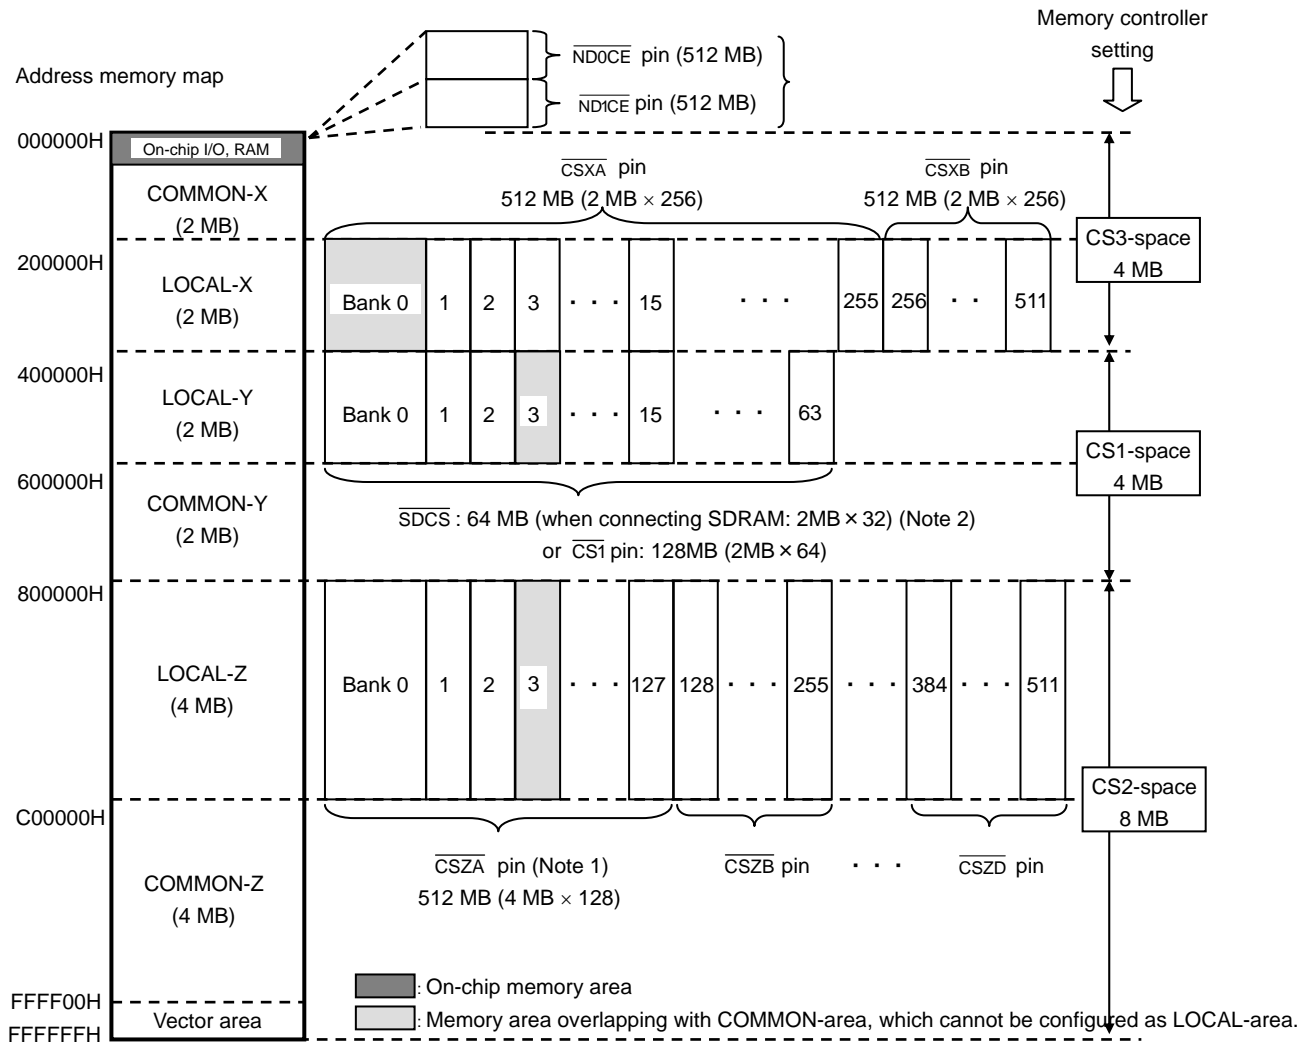 Memory controller
setting
Address memory map
ND0CE pin (512 MB)
ND1CE pin (512 MB)
000000H
On-chip I/O, RAM
COMMON-X
(2 MB)
CSXA pin
512 MB (2 MB × 256)
CSXB pin
512 MB (2 MB × 256)
CS3-space
4 MB
200000H
LOCAL-X
(2 MB)
Bank 0 1 2 3 · · · 15 · · · 255 256 · · 511
400000H
LOCAL-Y
(2 MB)
Bank 0 1 2 3 · · · 15 · · · 63
CS1-space
4 MB
600000H
COMMON-Y
(2 MB)
SDCS : 64 MB (when connecting SDRAM: 2MB × 32) (Note 2)
or CS1 pin: 128MB (2MB × 64)
800000H
LOCAL-Z
(4 MB)
Bank 0 1 2 3 · · · 127 128 · · · 255 · · · 384 · · · 511
CS2-space
8 MB
C00000H
CSZA pin (Note 1)
512 MB (4 MB × 128)
CSZB pin · · · CSZD pin
COMMON-Z
(4 MB)
FFFF00H
: On-chip memory area
Vector area
: Memory area overlapping with COMMON-area, which cannot be configured as LOCAL-area.
FFFFFFH